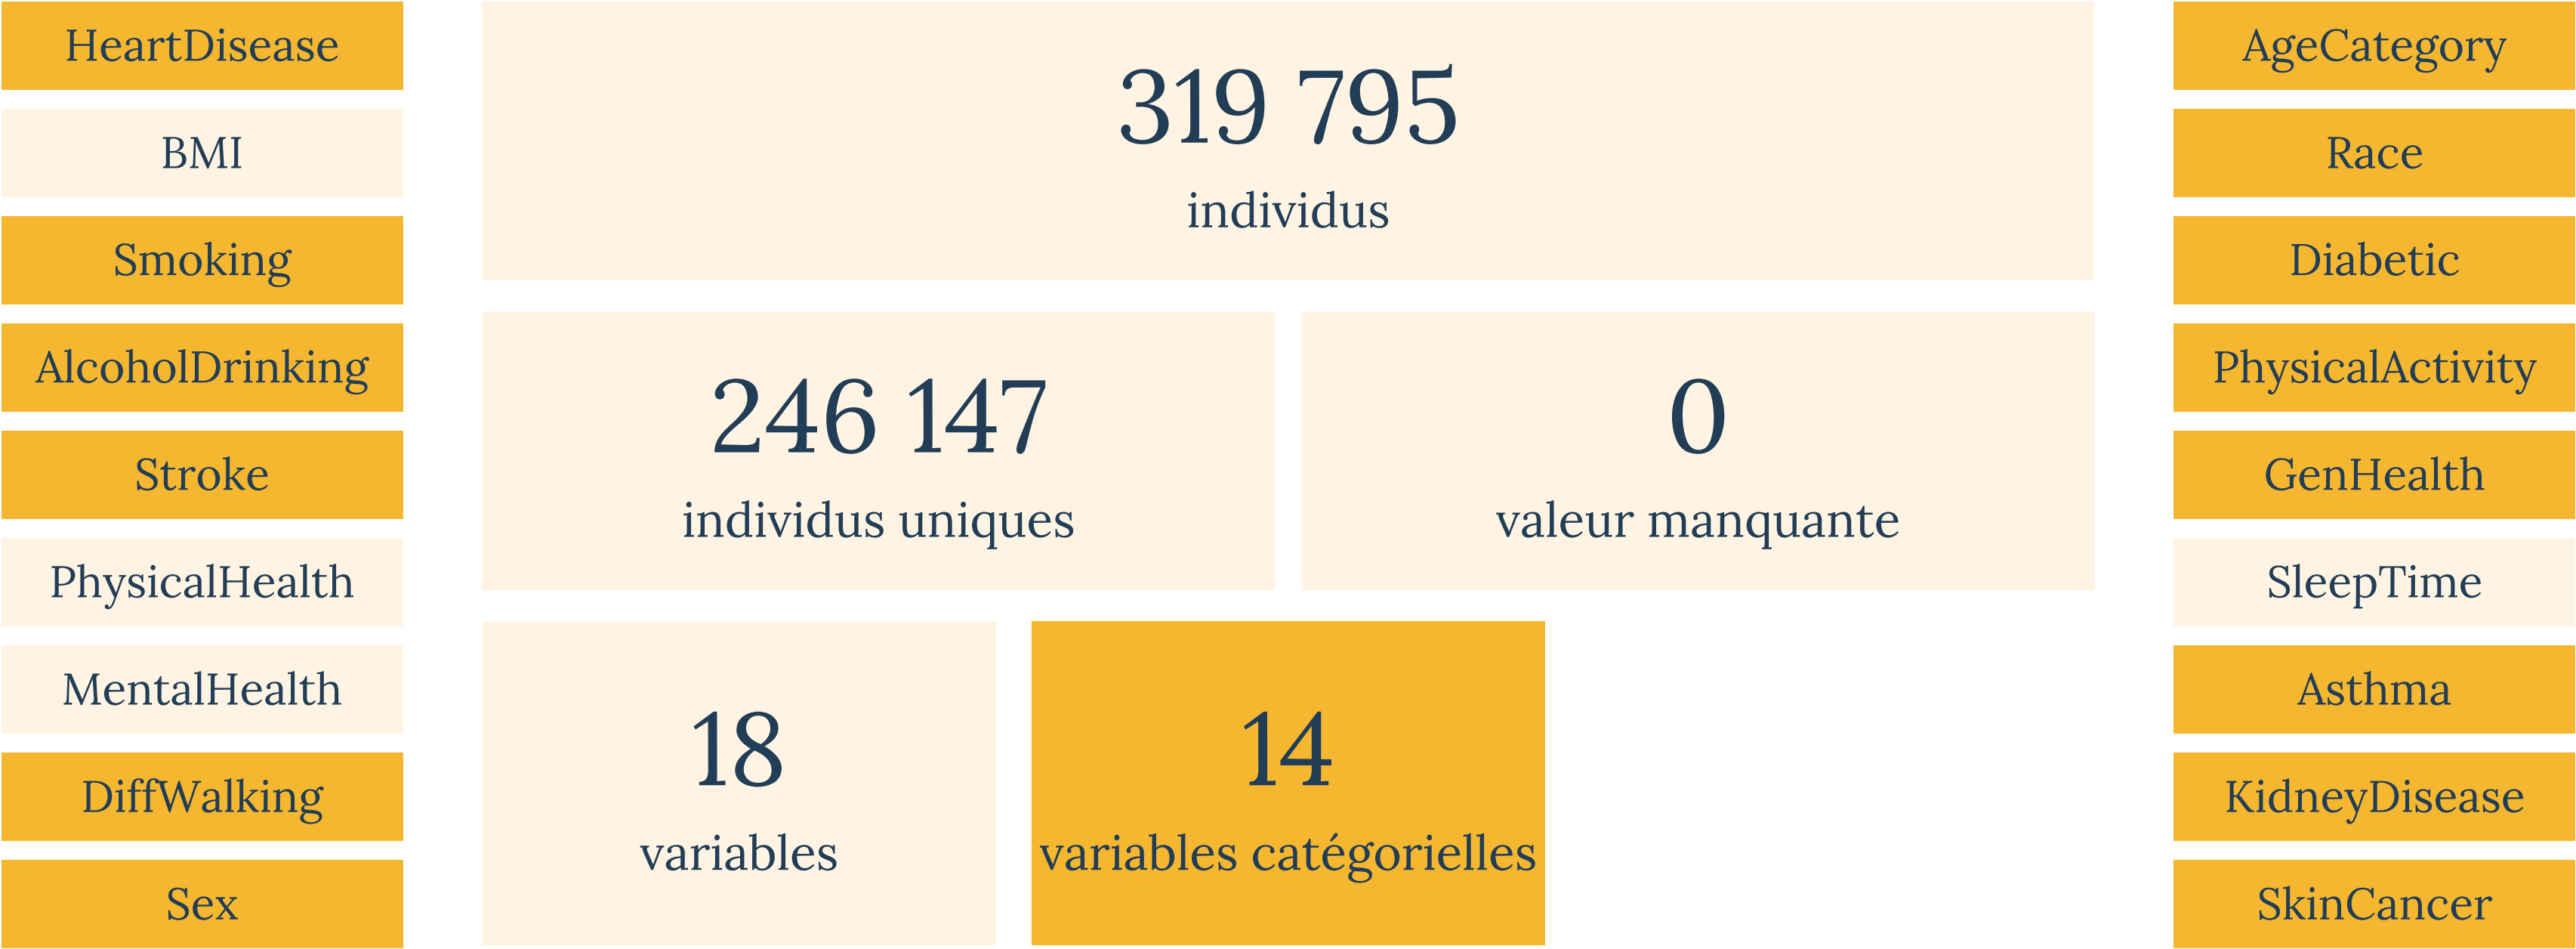 HeartDisease
BMI
Smoking
AlcoholDrinking
Stroke
PhysicalHealth
MentalHealth
DiffWalking
Sex
319 795
individus
246 147
individus uniques
0
valeur manquante
18
variables
14
variables catégorielles
AgeCategory
Race
Diabetic
PhysicalActivity
GenHealth
SleepTime
Asthma
KidneyDisease
SkinCancer